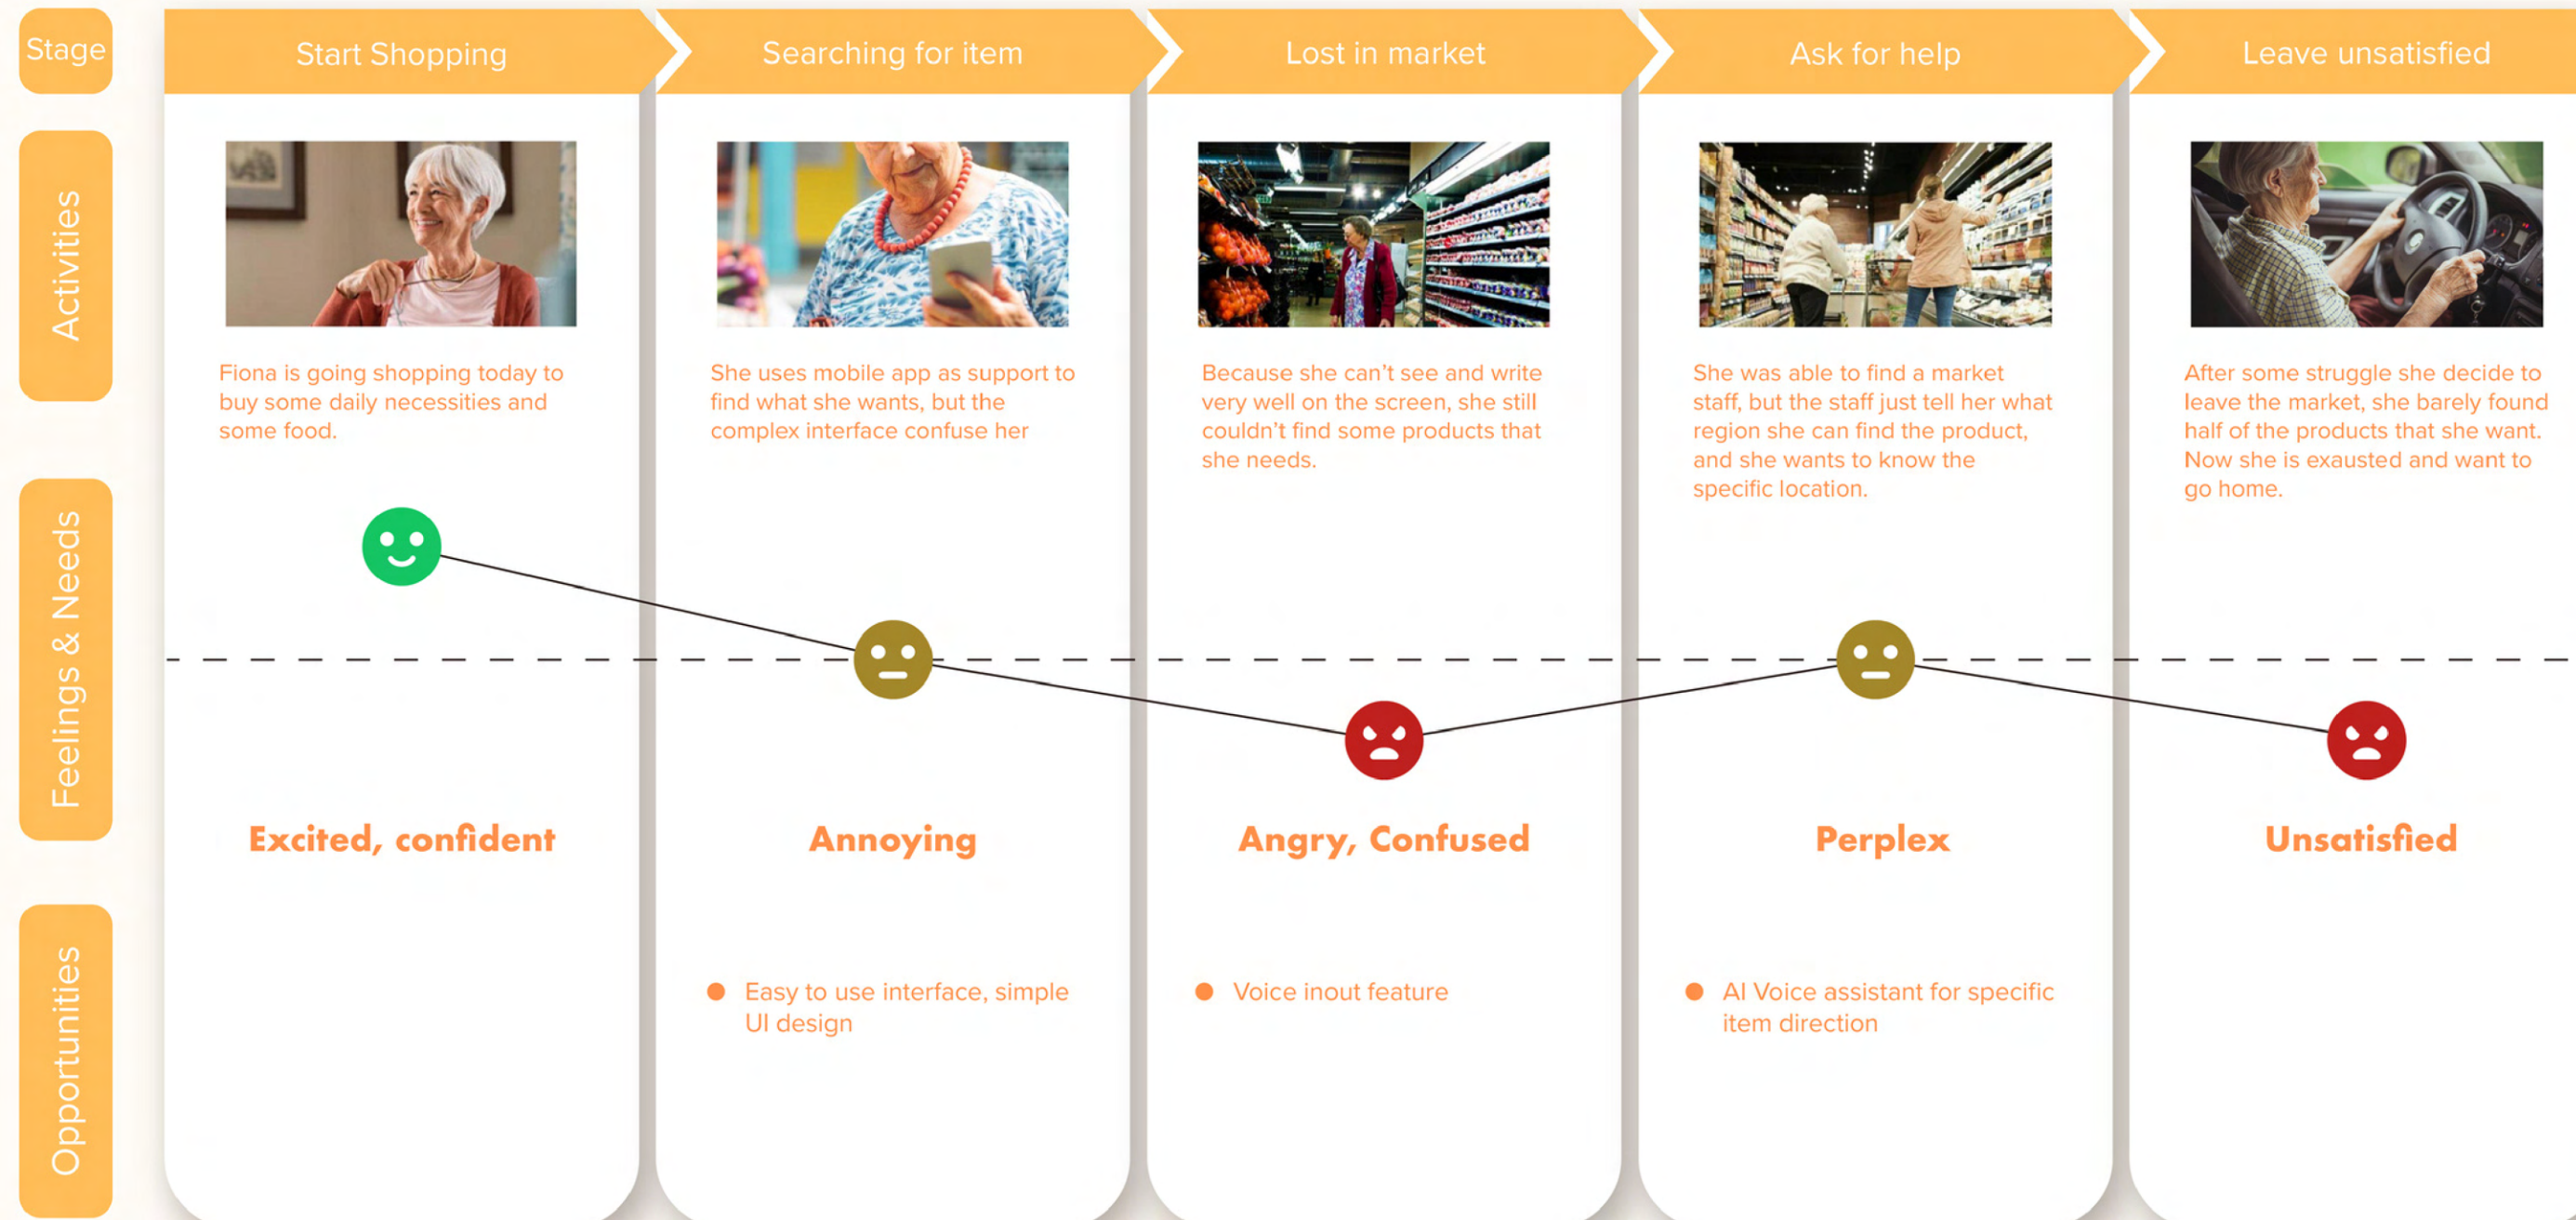 Stage
Start Shopping
Searching for item
Lost in market
Ask for help
Leave unsatisfied
Activities
Fiona is going shopping today to
buy some daily necessities and
some food.
She uses mobile app as support to
find what she wants, but the
complex interface confuse her
Because she can't see and write
very well on the screen, she still
couldn't find some products that
she needs.
She was able to find a market
staff, but the staff just tell her what
region she can find the product,
and she wants to know the
specific location.
After some struggle she decide to
leave the market, she barely found
half of the products that she want.
Now she is exausted and want to
go home.
Feelings & Needs
Excited, confident
Annoying
Angry, Confused
Perplex
Unsatisfied
Opportunities
Easy to use interface, simple
UI design
Voice inout feature
AI Voice assistant for specific
item direction